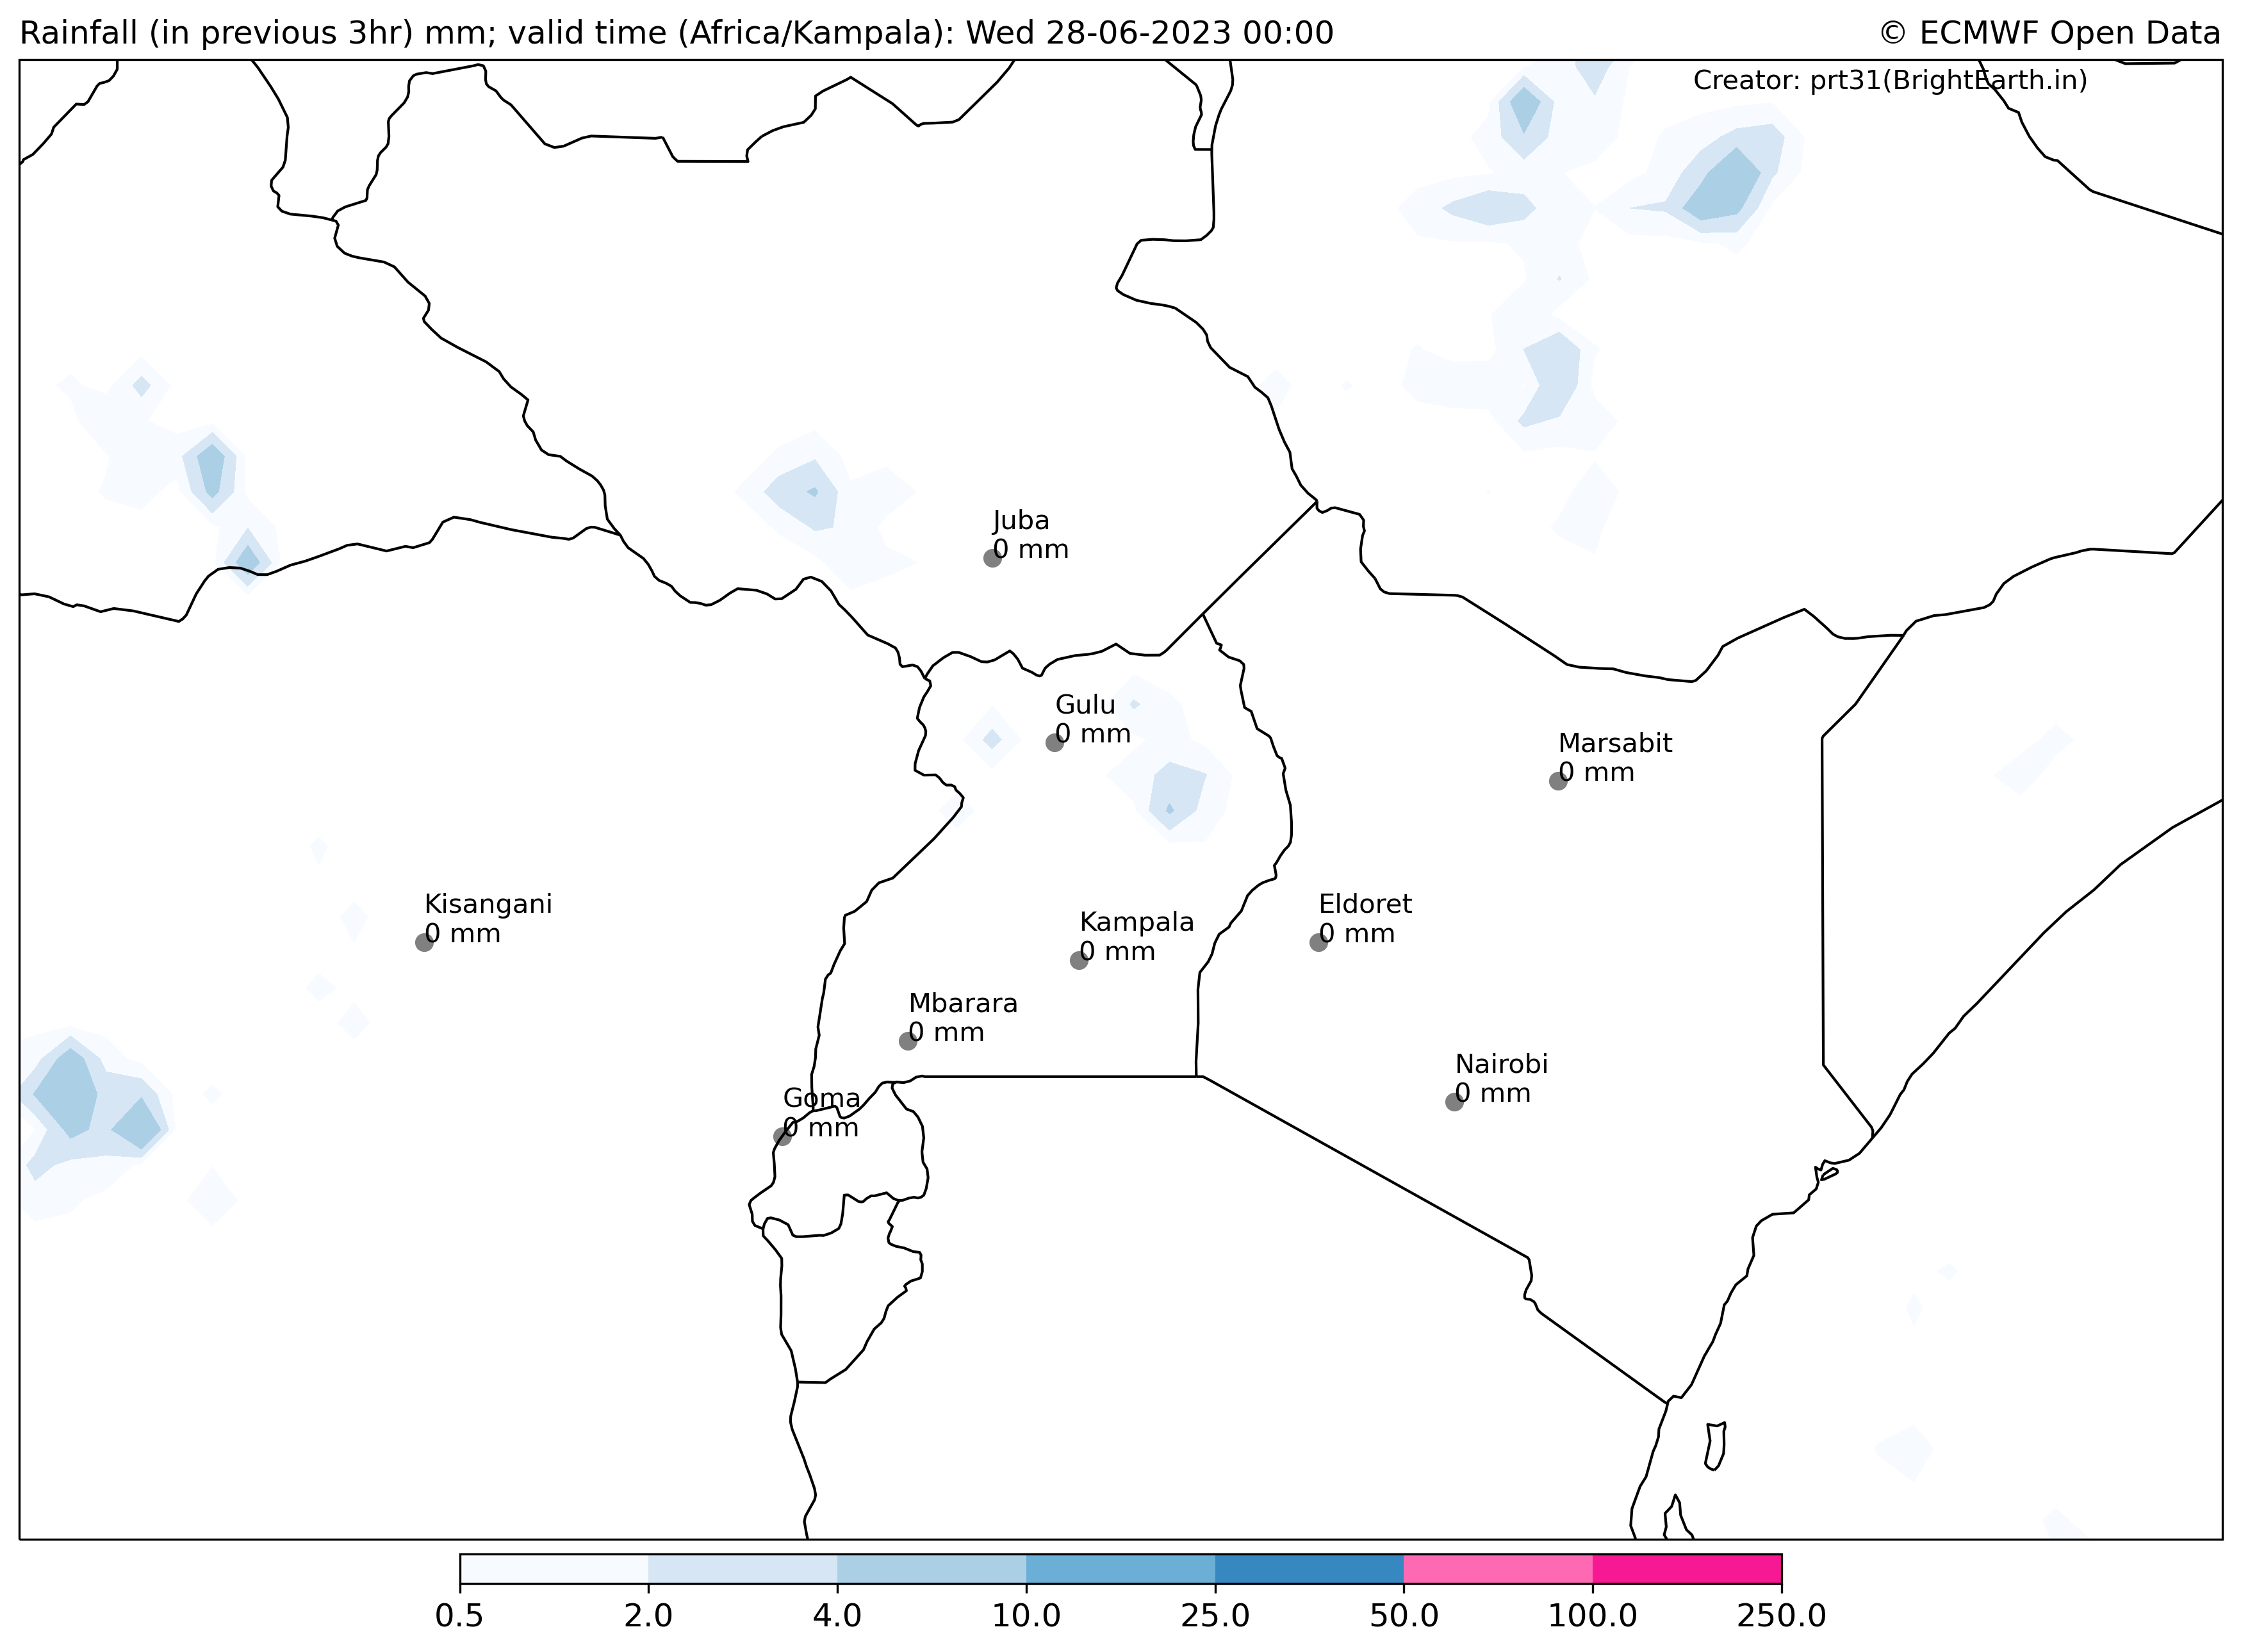 Rainfall (in previous 3hr) mm; valid time (Africa/Kampala): Wed 28-06-2023 00:00
© ECMWF Open Data
Creator: prt31(BrightEarth.in)
Juba
0 mm
Gulu
0 mm
Marsabit
0 mm
Kisangani
0 mm
Kampala
0 mm
Eldoret
0 mm
Mbarara
0 mm
Nairobi
0 mm
Goma
0 mm
0.5 2.0 4.0 10.0 25.0 50.0 100.0 250.0